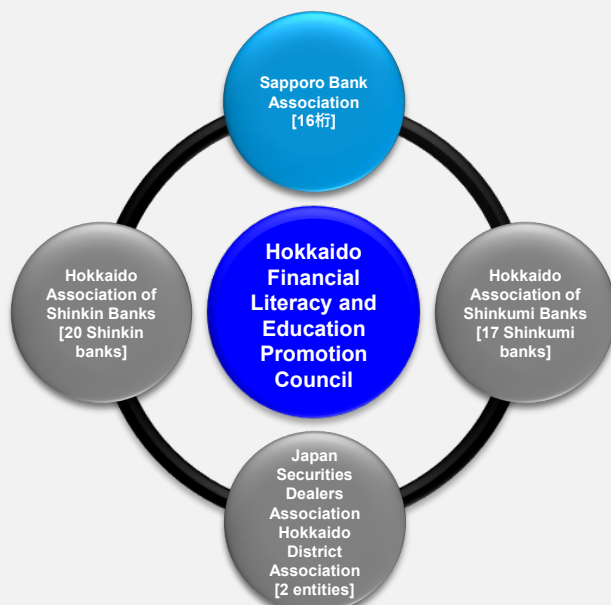 Sapporo Bank
Association
[16桁]
Hokkaido
Association of
Shinkin Banks
[20 Shinkin
banks]
Hokkaido
Financial
Literacy and
Education
Promotion
Council
Hokkaido
Association of
Shinkumi Banks
[17 Shinkumi
banks]
Japan
Securities
Dealers
Association
Hokkaido
District
Association
[2 entities]